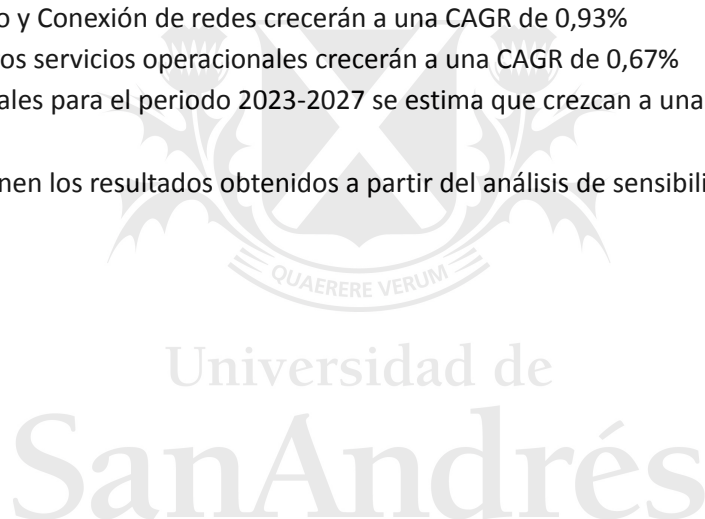 o y Conexión de redes crecerán a una CAGR de 0,93%
os servicios operacionales crecerán a una CAGR de 0,67%
ales para el periodo 2023-2027 se estima que crezcan a una
nen los resultados obtenidos a partir del análisis de sensibili
QUAERERE VERUM
Universidad de
SanAndrés